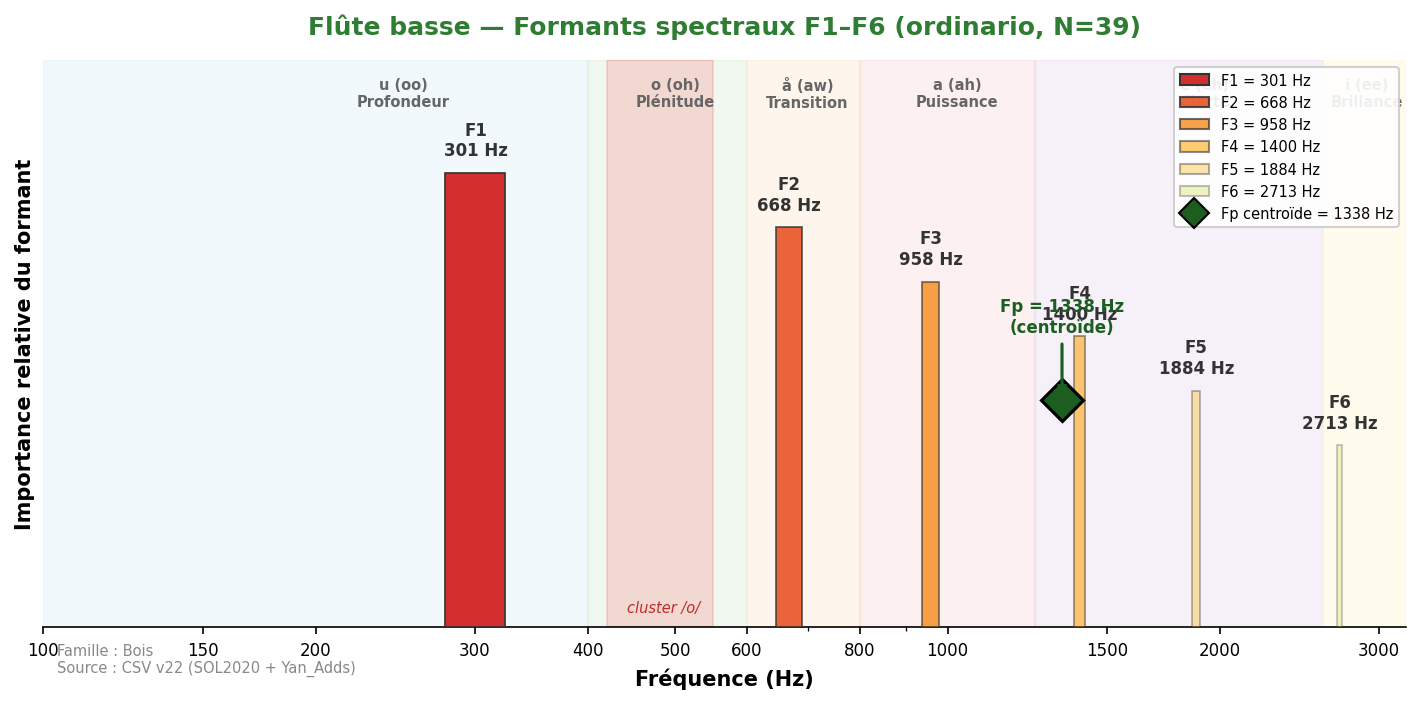 Flûte basse — Formants spectraux F1–F6 (ordinario, N=39)
u (oo)
Profondeur
o (oh)
Plénitude
å (aw)
Transition
a (ah)
Puissance
i (ee)
Brillance
F1 = 301 Hz
F2 = 668 Hz
F3 = 958 Hz
F4 = 1400 Hz
F5 = 1884 Hz
F6 = 2713 Hz
Fp centroïde = 1338 Hz
F1
301 Hz
F2
668 Hz
F3
958 Hz
F4
1400 Hz
Fp = 1338 Hz
(centroïde)
F5
1884 Hz
F6
2713 Hz
cluster /o/
Importance relative du formant
100 150 200 300 400 500 600 800 1000 1500 2000 3000
Famille : Bois
Source : CSV v22 (SOL2020 + Yan_Adds)
Fréquence (Hz)